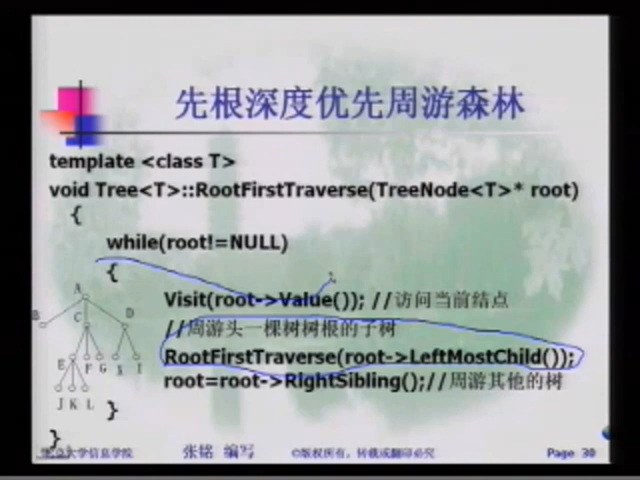 先根深度优先周游森林
template <class T>
void Tree<T>::RootFirstTraverse(TreeNode<T>* root)
{
while(root!=NULL)
{
Visit(root->Value()); //访问当前结点
//周游头一棵树树根的子树
RootFirstTraverse(root->LeftMostChild());
root=root->RightSibling();//周游其他的树
}
}
A
B C D
E F G I
J K L
大学信息学院 张铭 编写 ©版权所有，转载或翻印必究 Page 30